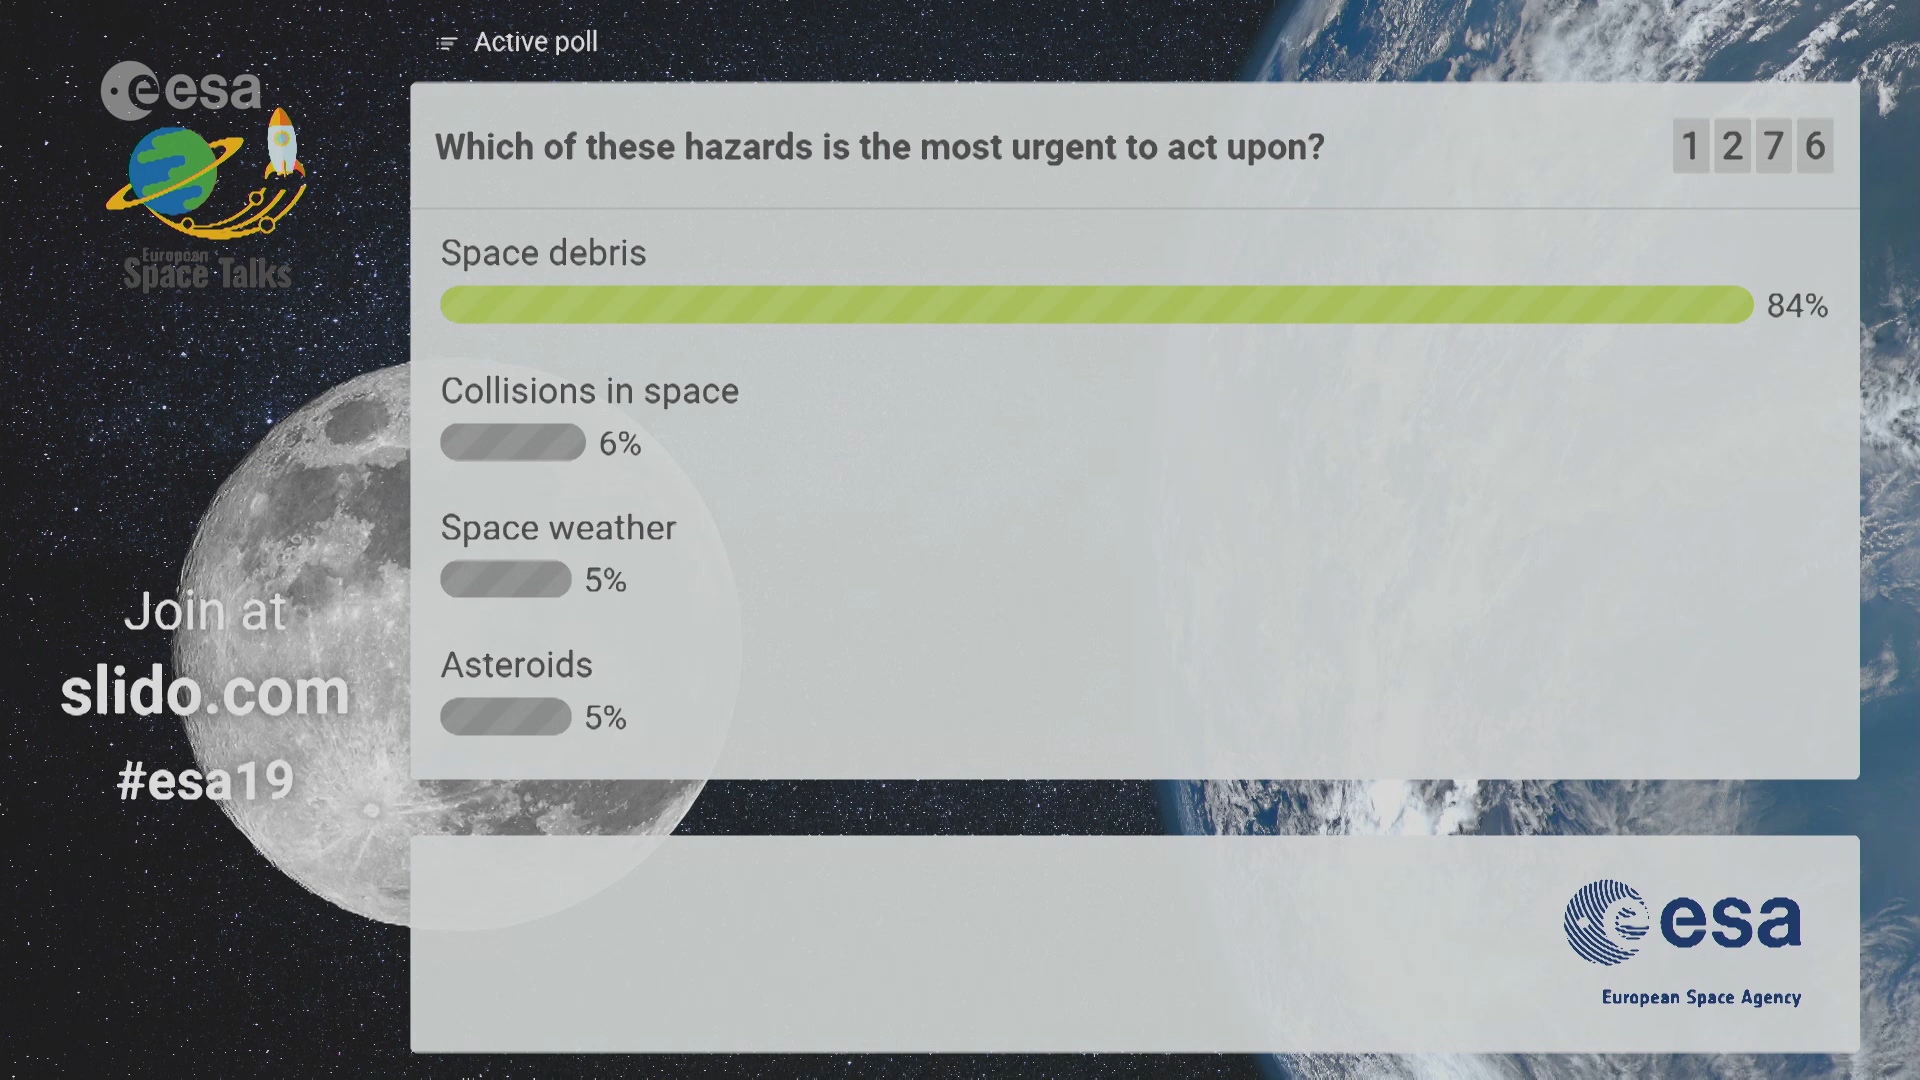 Active poll
esa
European
Space Talks
Which of these hazards is the most urgent to act upon?
1276
Space debris
84%
Collisions in space
6%
Space weather
5%
Asteroids
5%
Join at
slido.com
#esa19
esa
European Space Agency